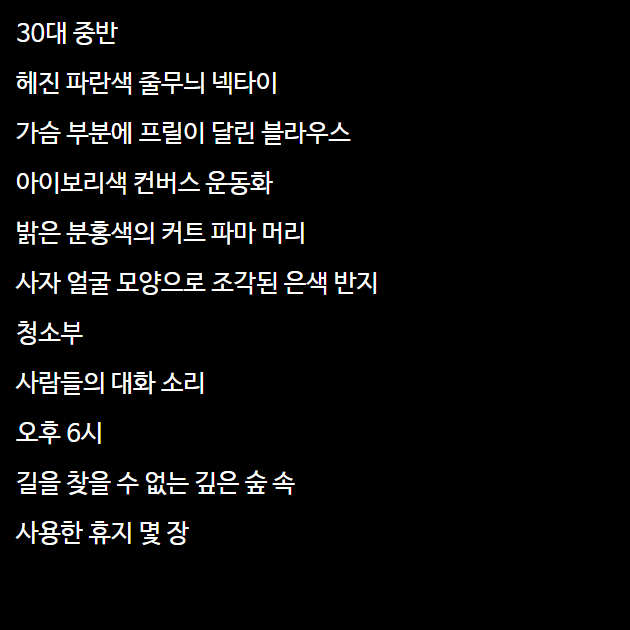 30대 중반
헤진 파란색 줄무늬 넥타이
가슴 부분에 프릴이 달린 블라우스
아이보리색 컨버스 운동화
밝은 분홍색의 커트 파마 머리
사자 얼굴 모양으로 조각된 은색 반지
청소부
사람들의 대화 소리
오후 6시
길을 찾을 수 없는 깊은 숲 속
사용한 휴지 몇 장